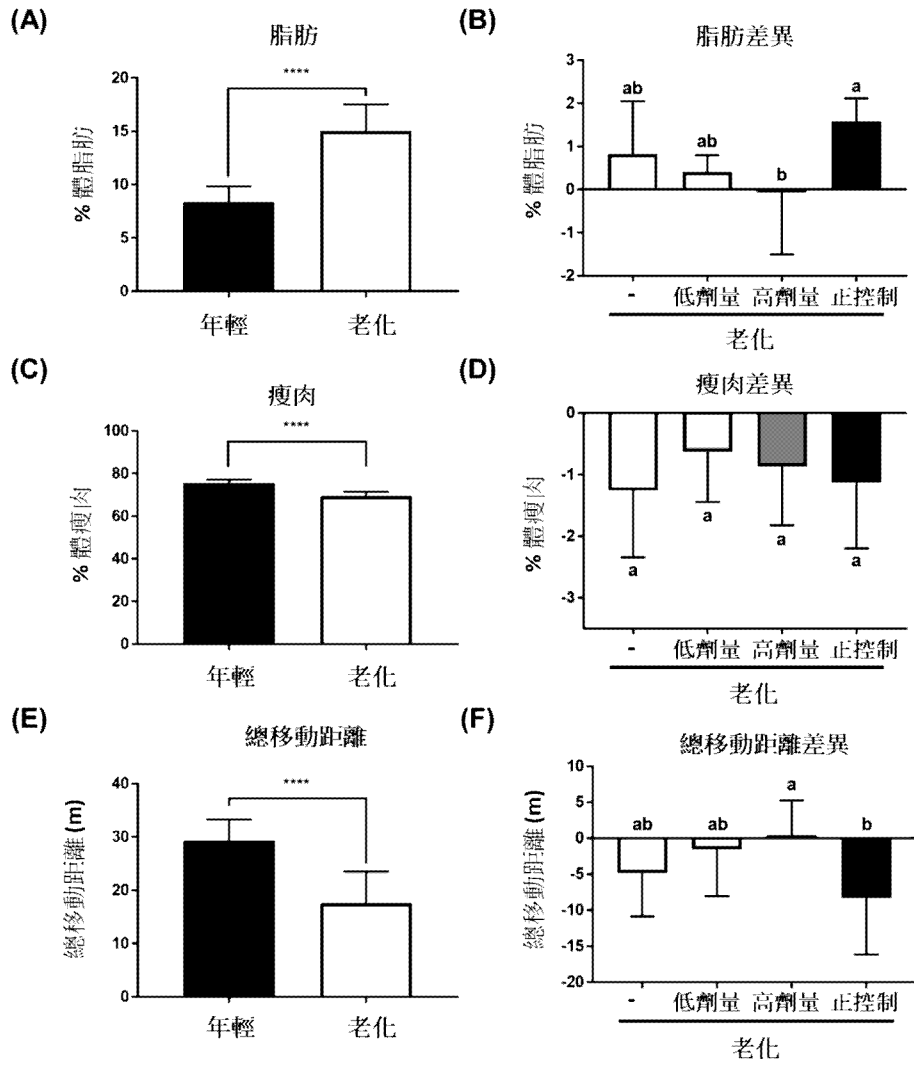 (A)
脂肪
****
% 體脂肪
20
15
10
5
0
年輕
老化
(B)
脂肪差異
% 體脂肪
3
2
1
0
-1
-2
ab
ab
b
a
-
低劑量
高劑量
正控制
老化
(C)
瘦肉
****
% 體瘦肉
100
80
60
40
20
0
年輕
老化
(D)
瘦肉差異
% 體瘦肉
0
-1
-2
-3
a
a
a
a
-
低劑量
高劑量
正控制
老化
(E)
總移動距離
****
總移動距離 (m)
40
30
20
10
0
年輕
老化
(F)
總移動距離差異
總移動距離 (m)
10
5
0
-5
-10
-15
-20
ab
ab
a
b
-
低劑量
高劑量
正控制
老化